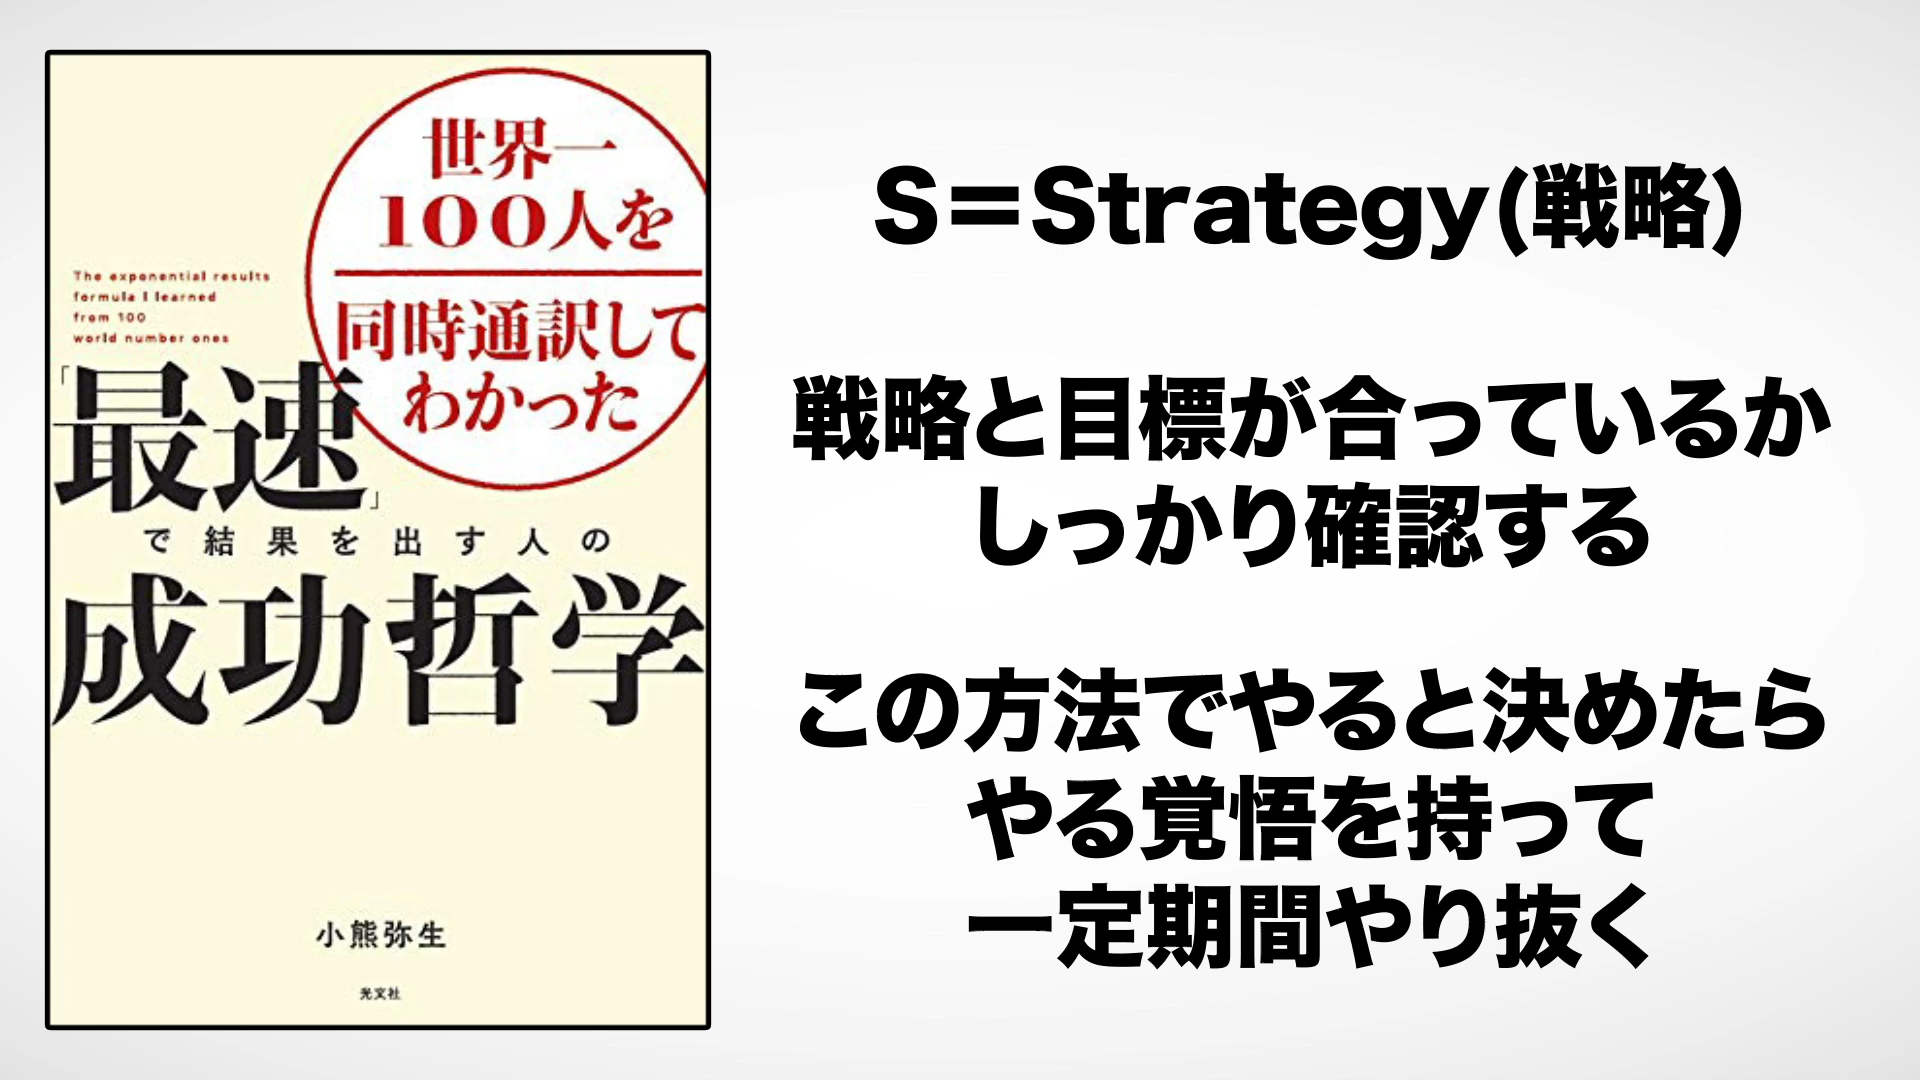 世界一
100人を
同時通訳して
わかった
The exponential results
formula I learned
from 100
world number ones
「最速」
で結果を出す人の
成功哲学
小熊弥生
光文社
S＝Strategy(戦略)
戦略と目標が合っているか
しっかり確認する
この方法でやると決めたら
やる覚悟を持って
一定期間やり抜く